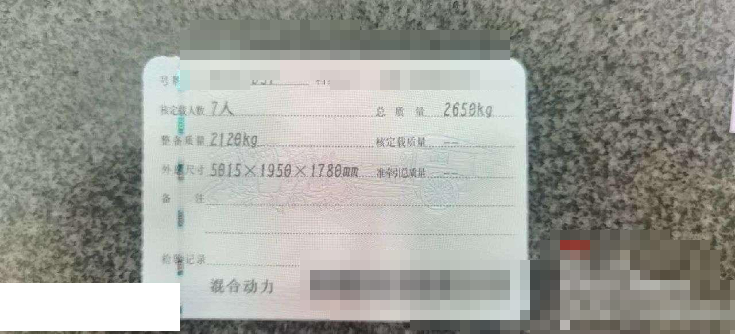 号牌
核定载人数 7人 总质量 2650kg
整备质量 2120kg 核定载质量 --
外廓尺寸 5015×1950×1780mm 准牵引总质量 --
备注
检验记录
混合动力